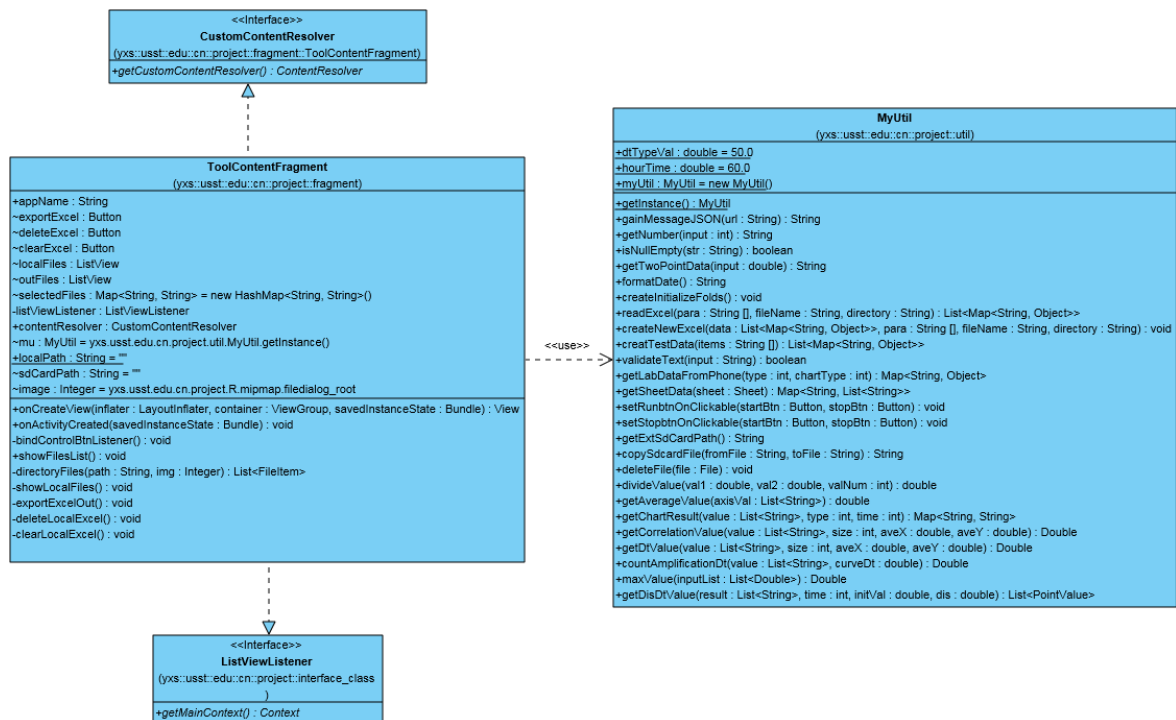 <<Interface>>
CustomContentResolver
(yxs::usst::edu::cn::project::fragment::ToolContentFragment)
+getCustomContentResolver() : ContentResolver
ToolContentFragment
(yxs::usst::edu::cn::project::fragment)
+appName : String
~exportExcel : Button
~deleteExcel : Button
~clearExcel : Button
~localFiles : ListView
~outFiles : ListView
~selectedFiles : Map<String, String> = new HashMap<String, String>()
-listViewListener : ListViewListener
+contentResolver : CustomContentResolver
~mu : MyUtil = yxs.usst.edu.cn.project.util.MyUtil.getInstance()
+localPath : String = ""
~sdCardPath : String = ""
~image : Integer = yxs.usst.edu.cn.project.R.mipmap.filedialog_root
+onCreateView(inflater : LayoutInflater, container : ViewGroup, savedInstanceState : Bundle) : View
+onActivityCreated(savedInstanceState : Bundle) : void
-bindControlBtnListener() : void
+showFilesList() : void
-directoryFiles(path : String, img : Integer) : List<FileItem>
-showLocalFiles() : void
-exportExcelOut() : void
-deleteLocalExcel() : void
-clearLocalExcel() : void
<<use>>
MyUtil
(yxs::usst::edu::cn::project::util)
+dtTypeVal : double = 50.0
+hourTime : double = 60.0
+myUtil : MyUtil = new MyUtil()
+getInstance() : MyUtil
+gainMessageJSON(url : String) : String
+getNumber(input : int) : String
+isNullEmpty(str : String) : boolean
+getTwoPointData(input : double) : String
+formatDate() : String
+createInitializeFolds() : void
+readExcel(para : String [], fileName : String, directory : String) : List<Map<String, Object>>
+createNewExcel(data : List<Map<String, Object>>, para : String [], fileName : String, directory : String) : void
+creatTestData(items : String []) : List<Map<String, Object>>
+validateText(input : String) : boolean
+getLabDataFromPhone(type : int, chartType : int) : Map<String, Object>
+getSheetData(sheet : Sheet) : Map<String, List<String>>
+setRunbtnOnClickable(startBtn : Button, stopBtn : Button) : void
+setStopbtnOnClickable(startBtn : Button, stopBtn : Button) : void
+getExtSdCardPath() : String
+copySdcardFile(fromFile : String, toFile : String) : String
+deleteFile(file : File) : void
+divideValue(val1 : double, val2 : double, valNum : int) : double
+getAverageValue(axisVal : List<String>) : double
+getChartResult(value : List<String>, type : int, time : int) : Map<String, String>
+getCorrelationValue(value : List<String>, size : int, aveX : double, aveY : double) : Double
+getDtValue(value : List<String>, size : int, aveX : double, aveY : double) : Double
+countAmplificationDt(value : List<String>, curveDt : double) : Double
+maxValue(inputList : List<Double>) : Double
+getDisDtValue(result : List<String>, time : int, initVal : double, dis : double) : List<PointValue>
<<Interface>>
ListViewListener
(yxs::usst::edu::cn::project::interface_class
)
+getMainContext() : Context